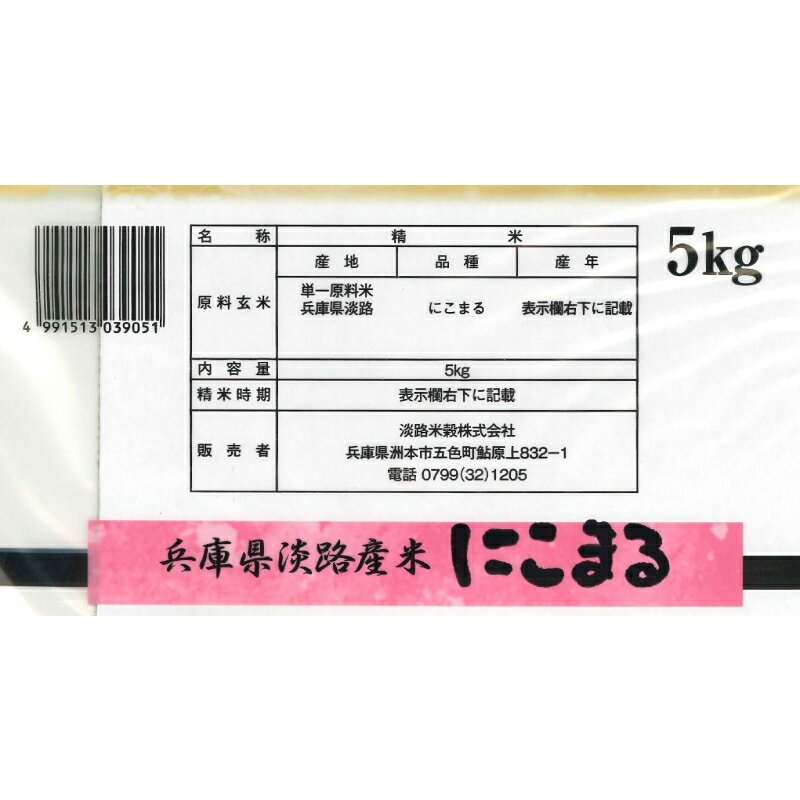 名称 精米
5kg
産地 品種 産年
原料玄米
単一原料米
兵庫県淡路 にこまる 表示欄右下に記載
4 991513 039051
内容量 5kg
精米時期 表示欄右下に記載
販売者
淡路米穀株式会社
兵庫県洲本市五色町鮎原上832−1
電話 0799(32)1205
兵庫県淡路産米 にこまる